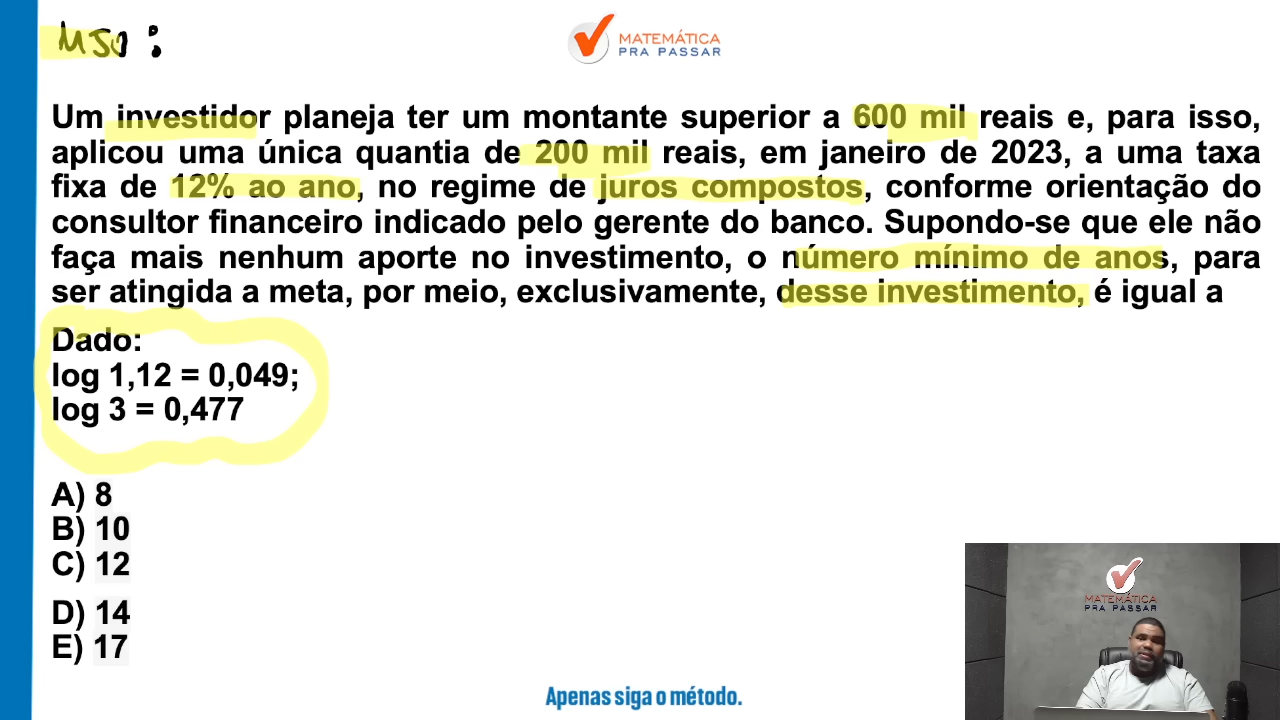 MSO :
MATEMÁTICA
PRA PASSAR
Um investidor planeja ter um montante superior a 600 mil reais e, para isso,
aplicou uma única quantia de 200 mil reais, em janeiro de 2023, a uma taxa
fixa de 12% ao ano, no regime de juros compostos, conforme orientação do
consultor financeiro indicado pelo gerente do banco. Supondo-se que ele não
faça mais nenhum aporte no investimento, o número mínimo de anos, para
ser atingida a meta, por meio, exclusivamente, desse investimento, é igual a
Dado:
log 1,12 = 0,049;
log 3 = 0,477
A) 8
B) 10
C) 12
D) 14
E) 17
MATEMÁTICA
PRA PASSAR
Apenas siga o método.